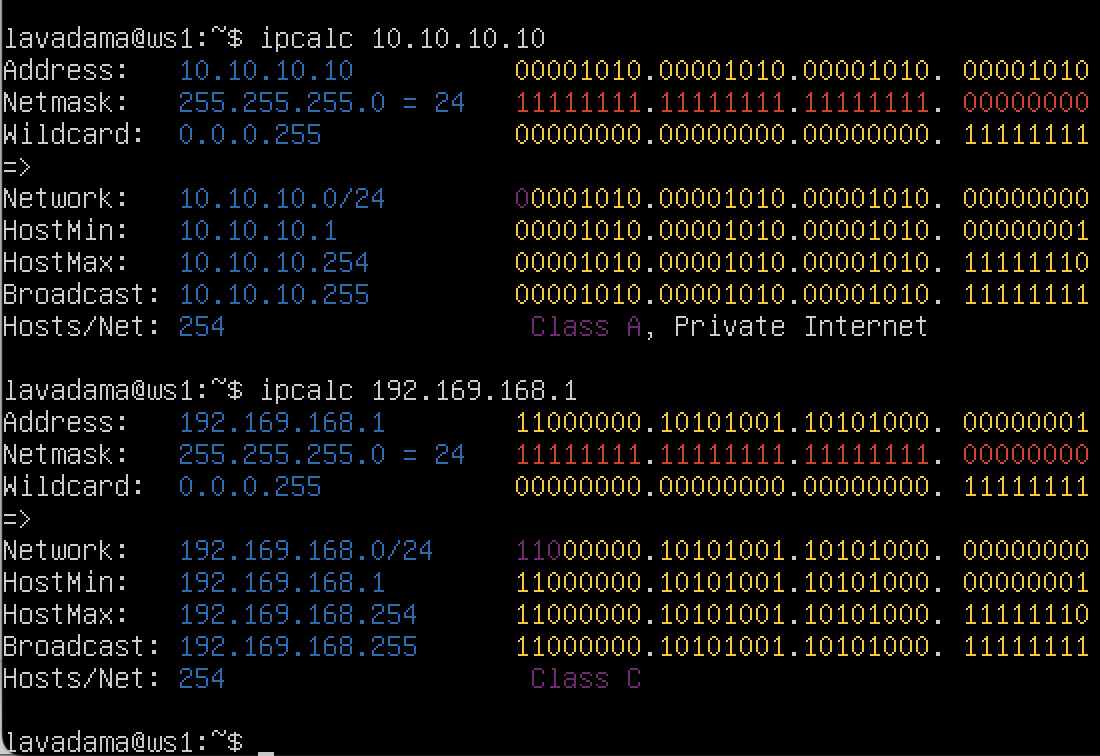 lavadama@ws1:~$ ipcalc 10.10.10.10
Address:   10.10.10.10          00001010.00001010.00001010. 00001010
Netmask:   255.255.255.0 = 24   11111111.11111111.11111111. 00000000
Wildcard:  0.0.0.255            00000000.00000000.00000000. 11111111
=>
Network:   10.10.10.0/24        00001010.00001010.00001010. 00000000
HostMin:   10.10.10.1           00001010.00001010.00001010. 00000001
HostMax:   10.10.10.254         00001010.00001010.00001010. 11111110
Broadcast: 10.10.10.255         00001010.00001010.00001010. 11111111
Hosts/Net: 254                   Class A, Private Internet
lavadama@ws1:~$ ipcalc 192.169.168.1
Address:   192.169.168.1        11000000.10101001.10101000. 00000001
Netmask:   255.255.255.0 = 24   11111111.11111111.11111111. 00000000
Wildcard:  0.0.0.255            00000000.00000000.00000000. 11111111
=>
Network:   192.169.168.0/24     11000000.10101001.10101000. 00000000
HostMin:   192.169.168.1        11000000.10101001.10101000. 00000001
HostMax:   192.169.168.254      11000000.10101001.10101000. 11111110
Broadcast: 192.169.168.255      11000000.10101001.10101000. 11111111
Hosts/Net: 254                   Class C
lavadama@ws1:~$ _